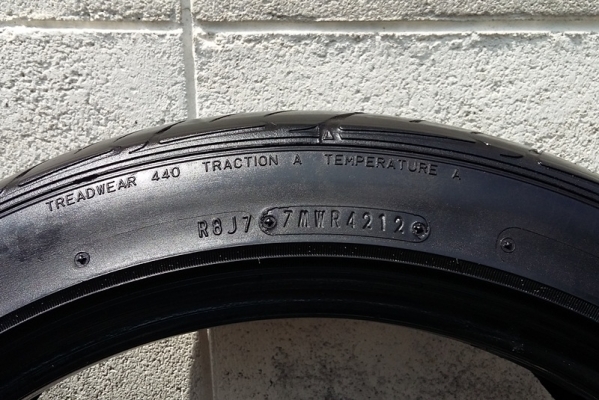 TREADWEAR 440 TRACTION A TEMPERATURE A
R8J7 7MWR4212